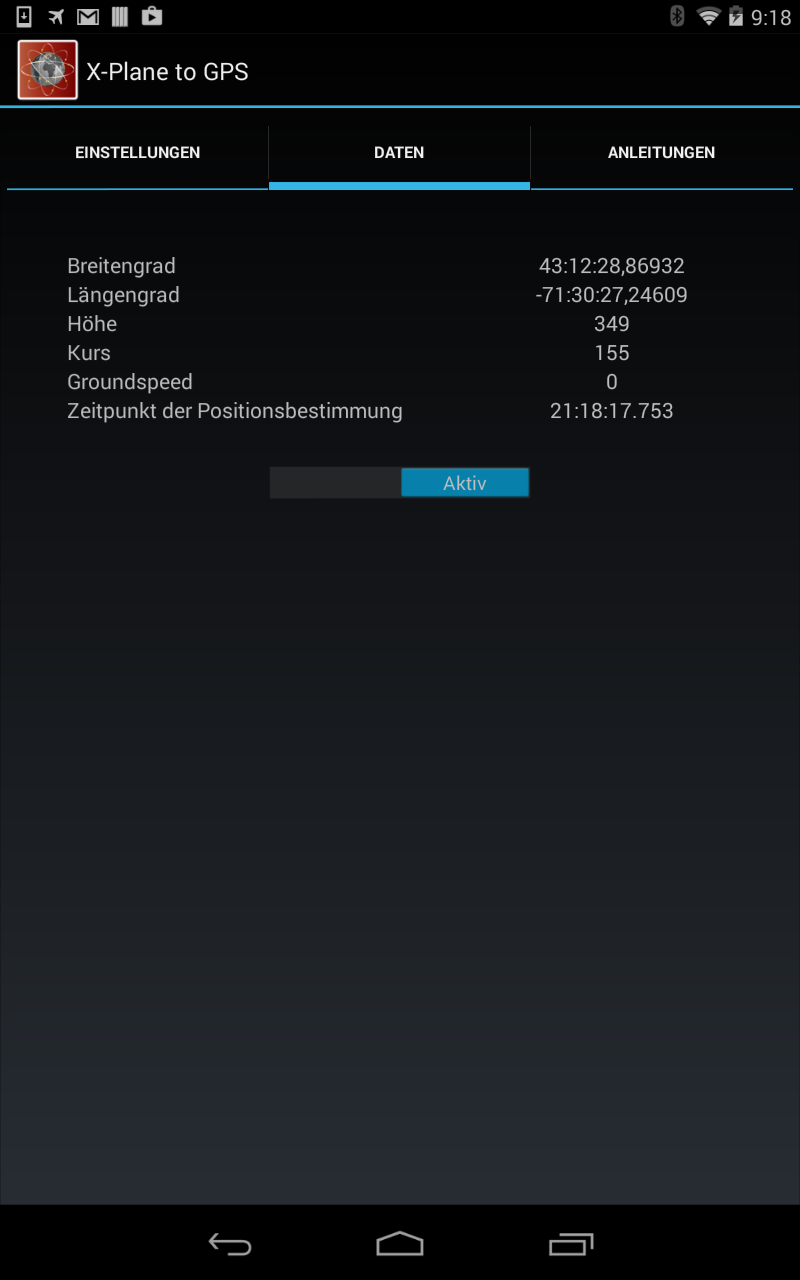 9:18
X-Plane to GPS
EINSTELLUNGEN DATEN ANLEITUNGEN
Breitengrad 43:12:28,86932
Längengrad -71:30:27,24609
Höhe 349
Kurs 155
Groundspeed 0
Zeitpunkt der Positionsbestimmung 21:18:17.753
Aktiv